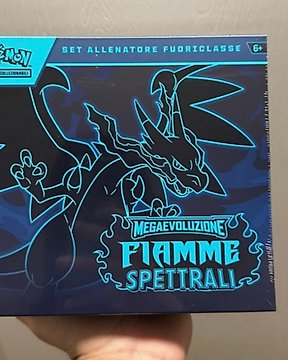 SET ALLENATORE FUORICLASSE
6+
MEGAEVOLUZIONE
FIAMME
SPETTRALI